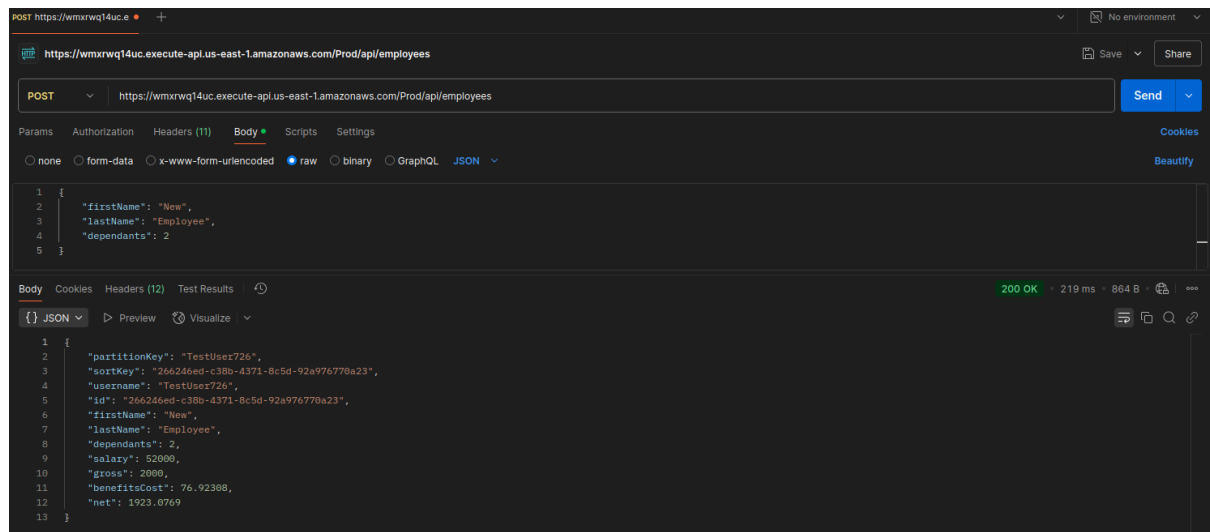 POST https://wmxrwq14uc.e
No environment
HTTP https://wmxrwq14uc.execute-api.us-east-1.amazonaws.com/Prod/api/employees
Save Share
POST https://wmxrwq14uc.execute-api.us-east-1.amazonaws.com/Prod/api/employees Send
Params Authorization Headers (11) Body Scripts Settings Cookies
none form-data x-www-form-urlencoded raw binary GraphQL JSON Beautify
1 {
2 "firstName": "New",
3 "lastName": "Employee",
4 "dependants": 2
5 }
Body Cookies Headers (12) Test Results 200 OK • 219 ms • 864 B
{} JSON Preview Visualize
1 {
2 "partitionKey": "TestUser726",
3 "sortKey": "266246ed-c38b-4371-8c5d-92a976770a23",
4 "username": "TestUser726",
5 "id": "266246ed-c38b-4371-8c5d-92a976770a23",
6 "firstName": "New",
7 "lastName": "Employee",
8 "dependants": 2,
9 "salary": 52000,
10 "gross": 2000,
11 "benefitsCost": 76.92308,
12 "net": 1923.0769
13 }